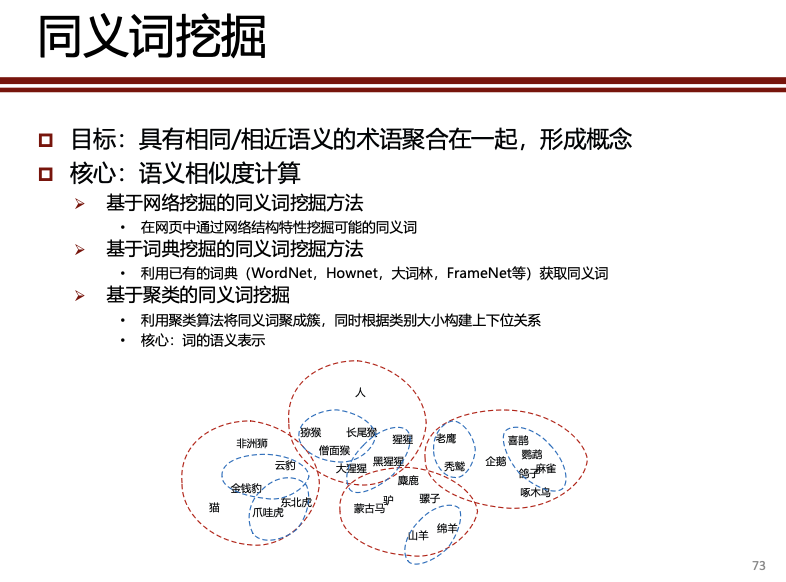 同义词挖掘
目标：具有相同/相近语义的术语聚合在一起，形成概念
核心：语义相似度计算
基于网络挖掘的同义词挖掘方法
在网页中通过网络结构特性挖掘可能的同义词
基于词典挖掘的同义词挖掘方法
利用已有的词典（WordNet，Hownet，大词林，FrameNet等）获取同义词
基于聚类的同义词挖掘
利用聚类算法将同义词聚成簇，同时根据类别大小构建上下位关系
核心：词的语义表示
人
猕猴
长尾猴
僧面猴
猩猩
大猩猩
黑猩猩
非洲狮
云豹
金钱豹
猫
爪哇虎
东北虎
麋鹿
蒙古马
驴
骡子
山羊
绵羊
老鹰
秃鹫
企鹅
喜鹊
鹦鹉
鸽子
麻雀
啄木鸟
73